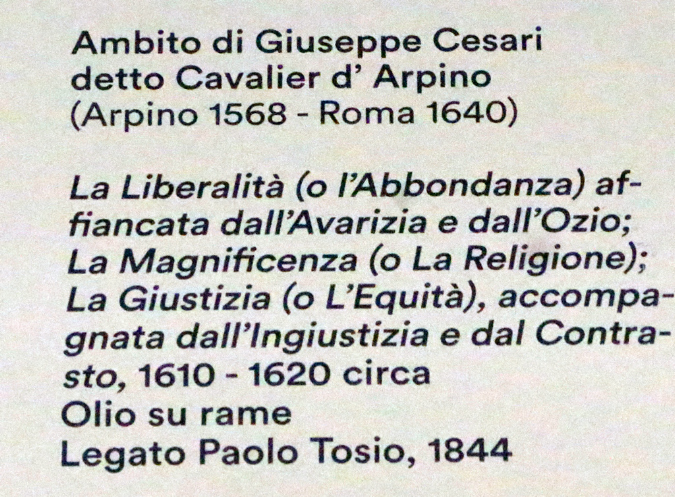 Ambito di Giuseppe Cesari
detto Cavalier d' Arpino
(Arpino 1568 - Roma 1640)
La Liberalità (o l'Abbondanza) af-
fiancata dall'Avarizia e dall'Ozio;
La Magnificenza (o La Religione);
La Giustizia (o L'Equità), accompa-
gnata dall'Ingiustizia e dal Contra-
sto, 1610 - 1620 circa
Olio su rame
Legato Paolo Tosio, 1844